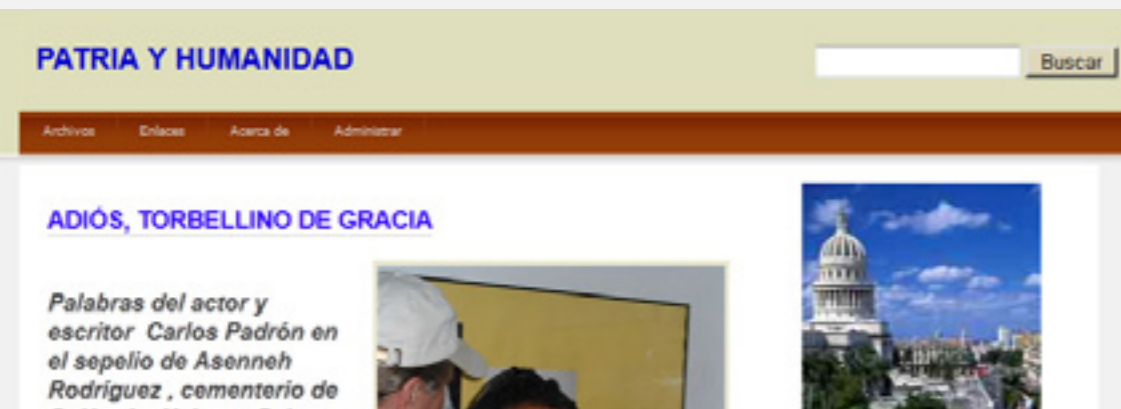 PATRIA Y HUMANIDAD
Buscar
Archivos Enlaces Acerca de Administrar
ADIÓS, TORBELLINO DE GRACIA
Palabras del actor y
escritor Carlos Padrón en
el sepelio de Asenneh
Rodríguez , cementerio de